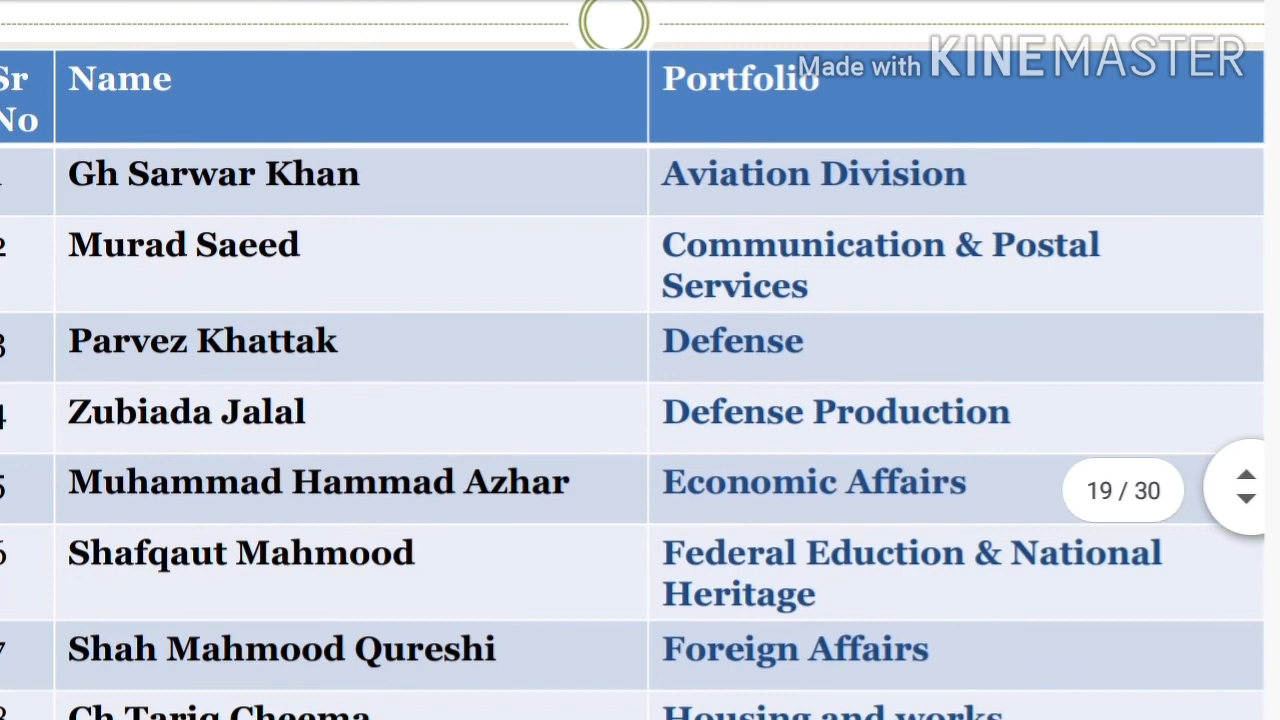 Made with KINEMASTER
Sr Name Portfolio
No
Gh Sarwar Khan Aviation Division
2 Murad Saeed Communication & Postal
Services
3 Parvez Khattak Defense
4 Zubiada Jalal Defense Production
5 Muhammad Hammad Azhar Economic Affairs
19 / 30
6 Shafqaut Mahmood Federal Eduction & National
Heritage
7 Shah Mahmood Qureshi Foreign Affairs
8 Ch Tariq Cheema Housing and works